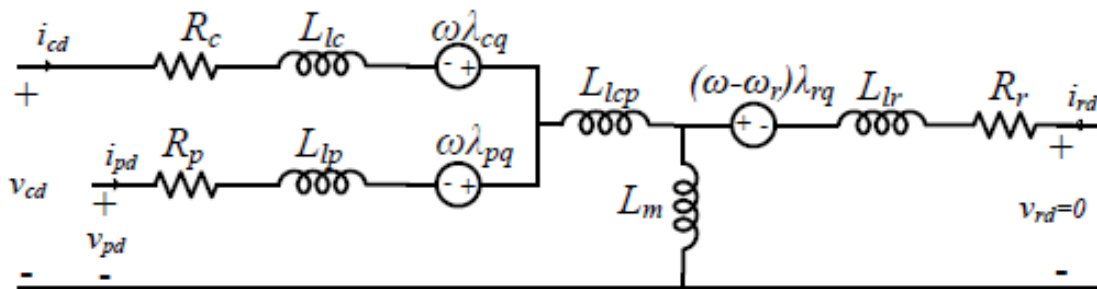 i_cd R_c L_lc ωλ_cq
+ - +
L_lcp (ω-ω_r)λ_rq L_lr R_r i_rd
+ - +
i_pd R_p L_lp ωλ_pq
v_cd + - + L_m v_rd=0
v_pd
- - -